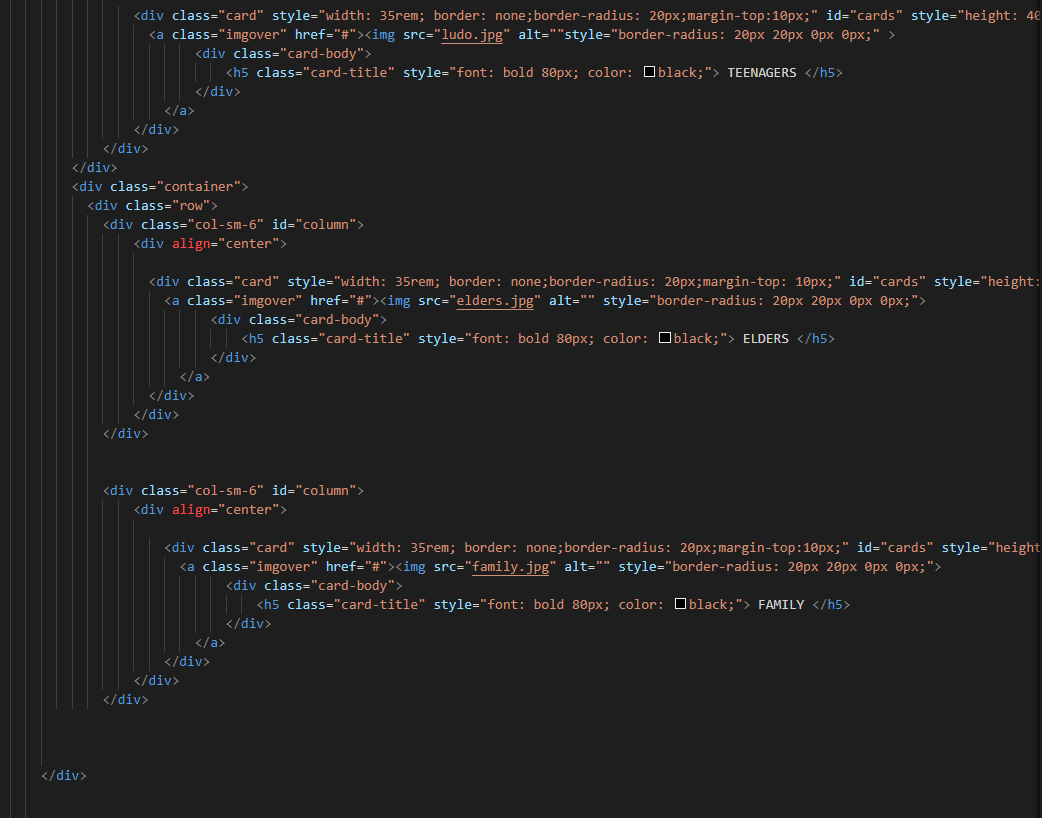 <div class="card" style="width: 35rem; border: none;border-radius: 20px;margin-top:10px;" id="cards" style="height: 40
<a class="imgover" href="#"><img src="ludo.jpg" alt=""style="border-radius: 20px 20px 0px 0px;" >
<div class="card-body">
<h5 class="card-title" style="font: bold 80px; color: black;"> TEENAGERS </h5>
</div>
</a>
</div>
</div>
</div>
<div class="container">
<div class="row">
<div class="col-sm-6" id="column">
<div align="center">
<div class="card" style="width: 35rem; border: none;border-radius: 20px;margin-top: 10px;" id="cards" style="height:
<a class="imgover" href="#"><img src="elders.jpg" alt="" style="border-radius: 20px 20px 0px 0px;">
<div class="card-body">
<h5 class="card-title" style="font: bold 80px; color: black;"> ELDERS </h5>
</div>
</a>
</div>
</div>
</div>
<div class="col-sm-6" id="column">
<div align="center">
<div class="card" style="width: 35rem; border: none;border-radius: 20px;margin-top:10px;" id="cards" style="height
<a class="imgover" href="#"><img src="family.jpg" alt="" style="border-radius: 20px 20px 0px 0px;">
<div class="card-body">
<h5 class="card-title" style="font: bold 80px; color: black;"> FAMILY </h5>
</div>
</a>
</div>
</div>
</div>
</div>